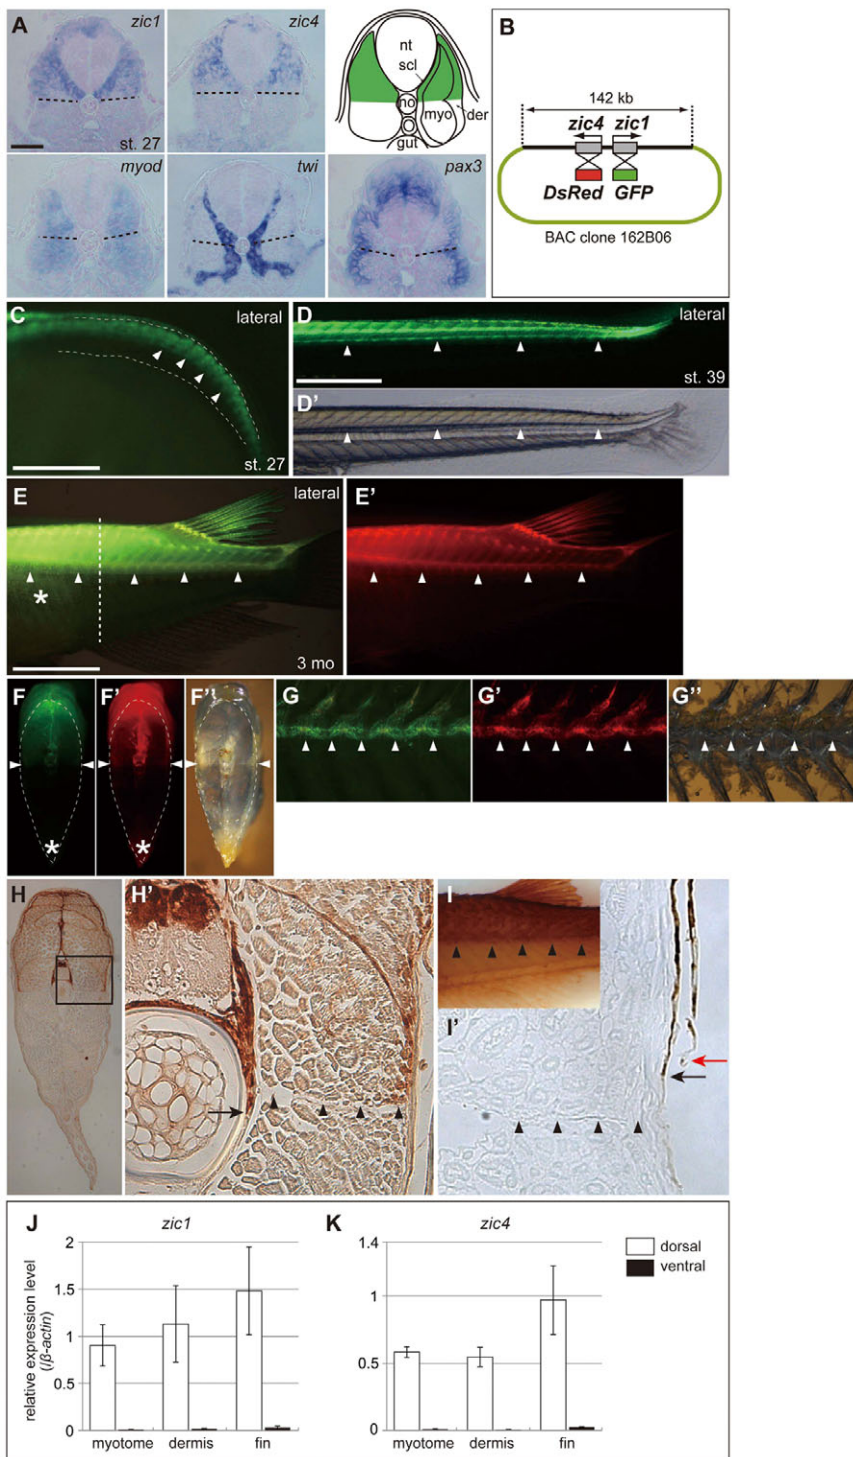 A
zic1
zic4
st. 27
nt
scl
no
myo
der
gut
myod
twi
pax3
B
142 kb
zic4 zic1
DsRed GFP
BAC clone 162B06
C
lateral
st. 27
D
lateral
st. 39
D'
E
lateral
*
3 mo
E'
F
*
F'
*
F''
G
G'
G''
H
H'
I
I'
J
zic1
relative expression level
(/β-actin)
2
1.5
1
0.5
0
myotome dermis fin
K
zic4
1.4
1
0.5
0
myotome dermis fin
dorsal
ventral